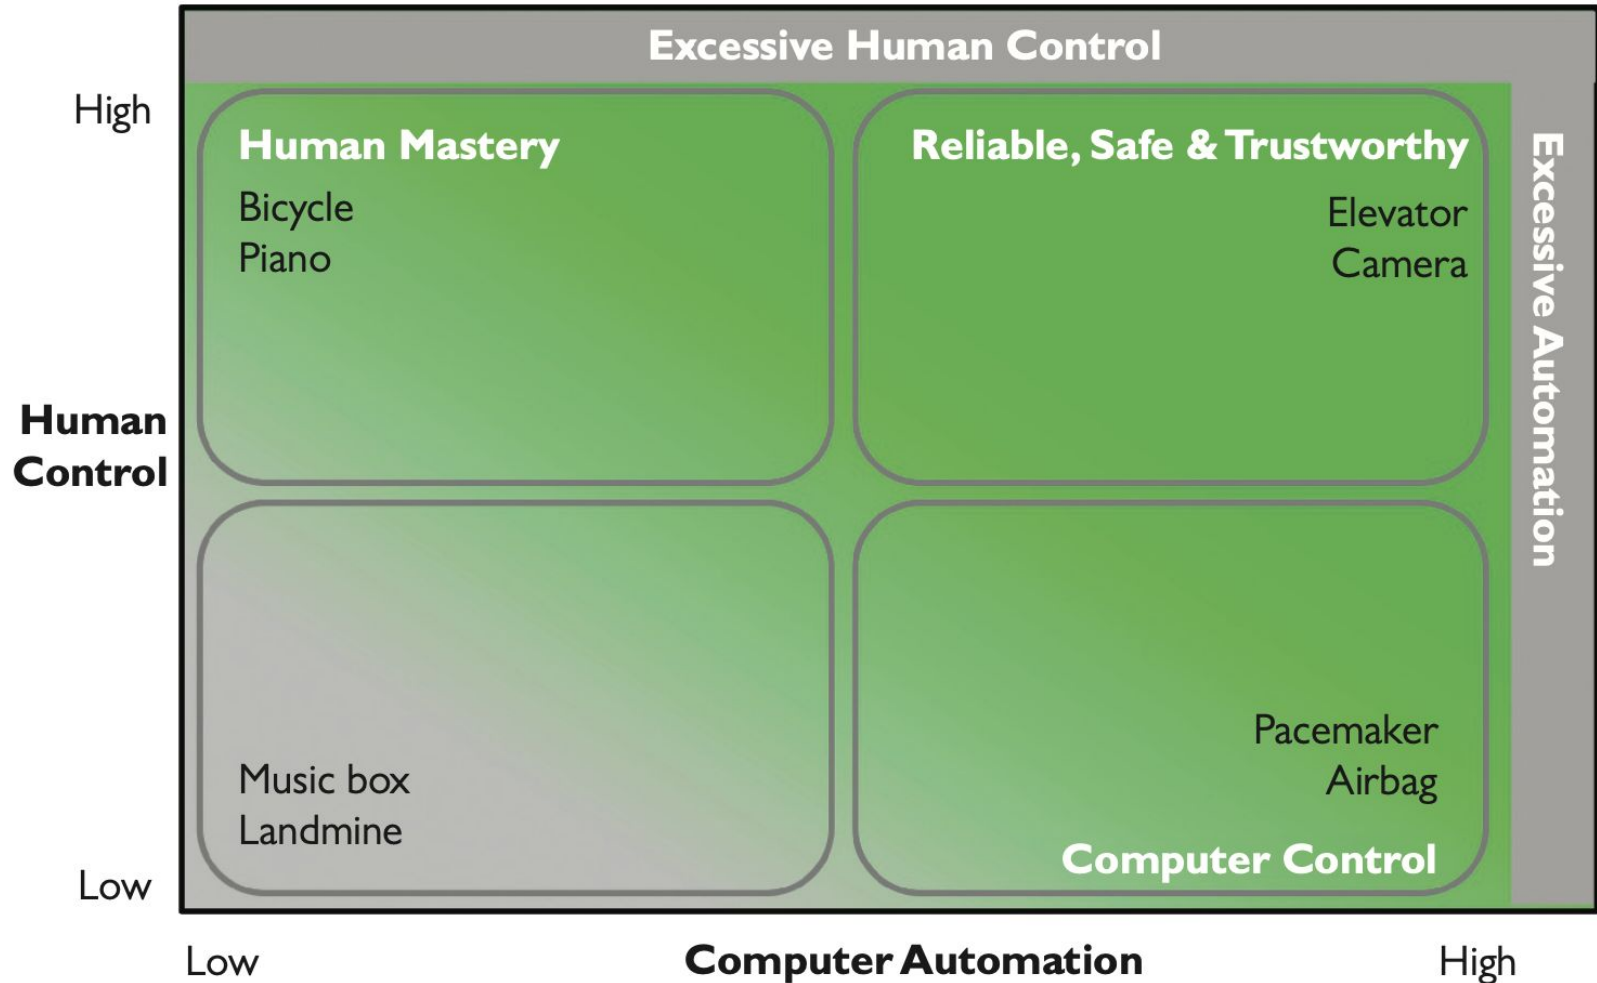 Excessive Human Control
High
Human Mastery
Bicycle
Piano
Reliable, Safe & Trustworthy
Elevator
Camera
Excessive Automation
Human
Control
Music box
Landmine
Pacemaker
Airbag
Computer Control
Low
Low
Computer Automation
High